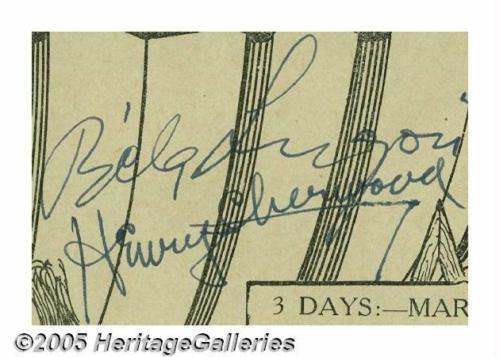 Béla Lugosi
Henry Sherwood
3 DAYS:—MAR
©2005 HeritageGalleries